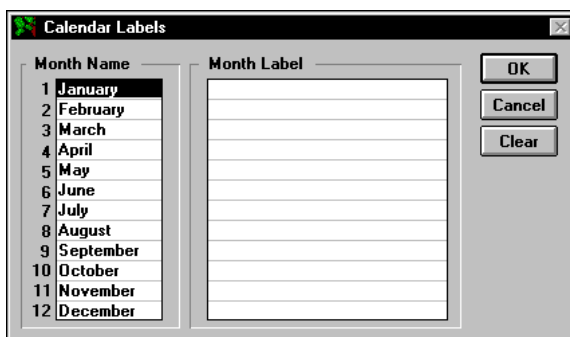 Calendar Labels
Month Name
Month Label
1 January
2 February
3 March
4 April
5 May
6 June
7 July
8 August
9 September
10 October
11 November
12 December
OK
Cancel
Clear